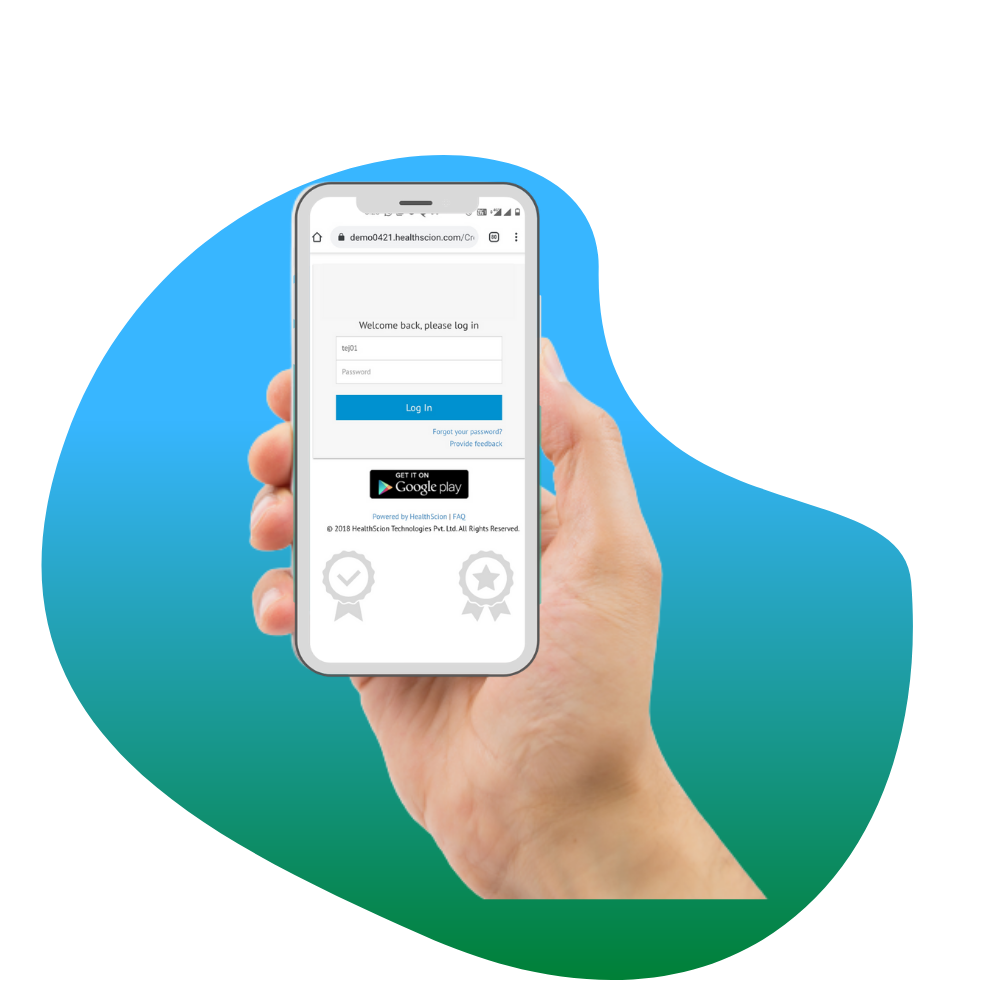 demo0421.healthscion.com/Cr
Welcome back, please log in
tej01
Password
Log In
Forgot your password?
Provide feedback
GET IT ON
Google play
Powered by HealthScion | FAQ
© 2018 HealthScion Technologies Pvt. Ltd. All Rights Reserved.